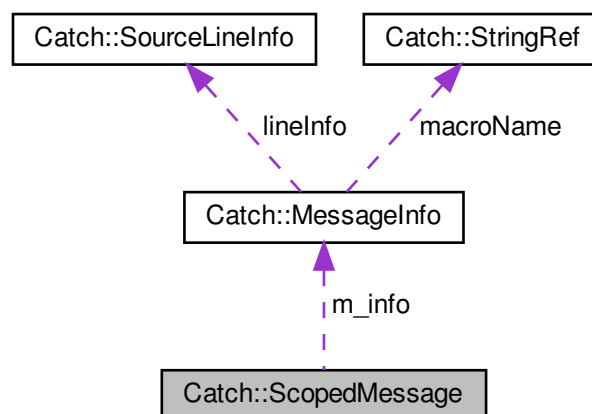 Catch::SourceLineInfo
Catch::StringRef
lineInfo
macroName
Catch::MessageInfo
m_info
Catch::ScopedMessage